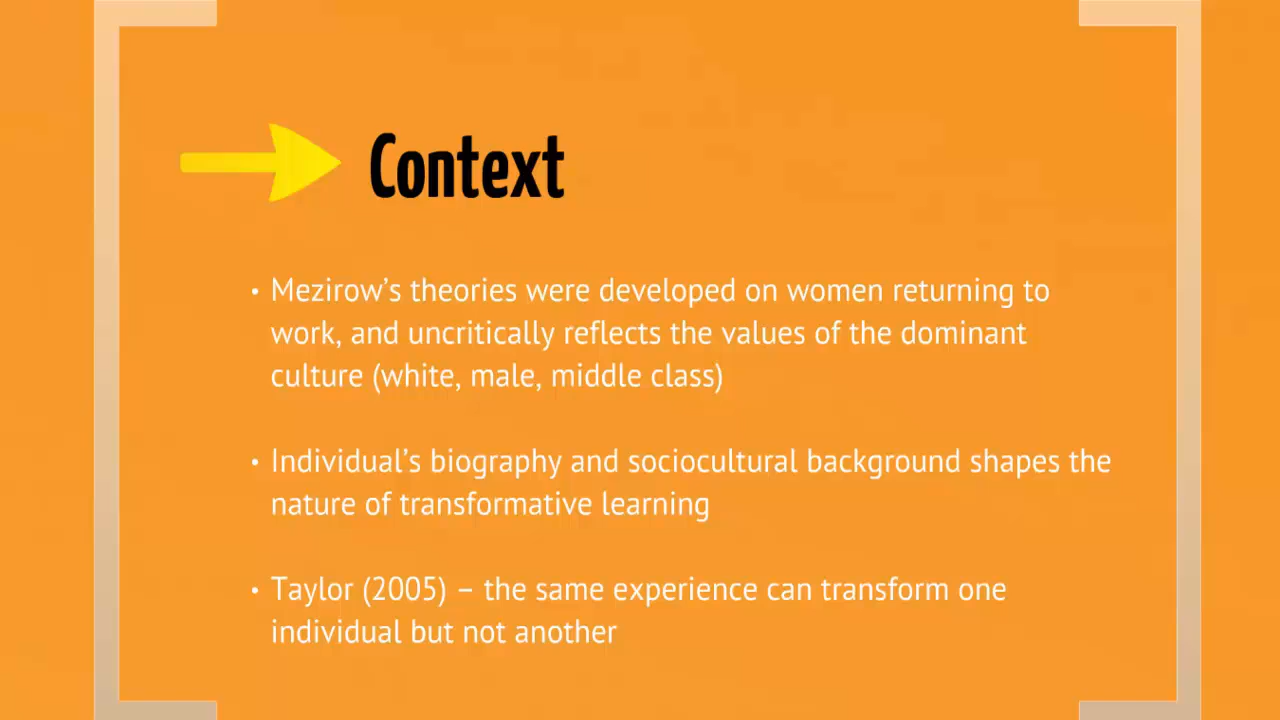 Context
• Mezirow’s theories were developed on women returning to
work, and uncritically reflects the values of the dominant
culture (white, male, middle class)
• Individual’s biography and sociocultural background shapes the
nature of transformative learning
• Taylor (2005) – the same experience can transform one
individual but not another